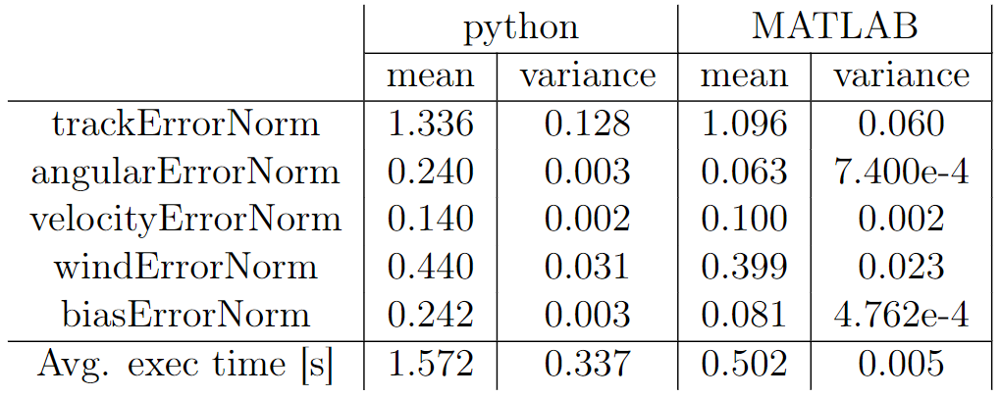 python MATLAB
mean variance mean variance
trackErrorNorm 1.336 0.128 1.096 0.060
angularErrorNorm 0.240 0.003 0.063 7.400e-4
velocityErrorNorm 0.140 0.002 0.100 0.002
windErrorNorm 0.440 0.031 0.399 0.023
biasErrorNorm 0.242 0.003 0.081 4.762e-4
Avg. exec time [s] 1.572 0.337 0.502 0.005